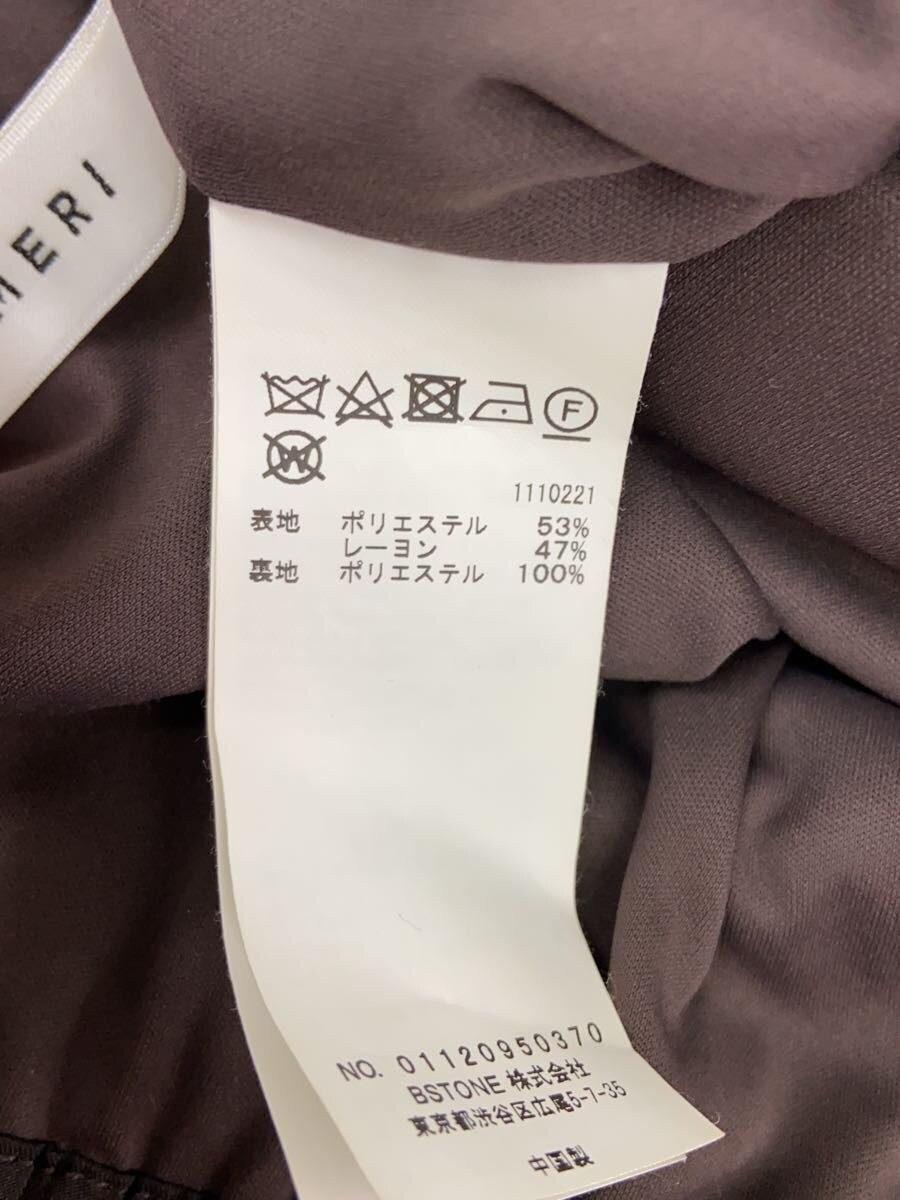 MERI
F
W
1110221
表地 ポリエステル 53%
レーヨン 47%
裏地 ポリエステル 100%
NO. 01120950370
BSTONE 株式会社
東京都渋谷区広尾5-7-35
中国製